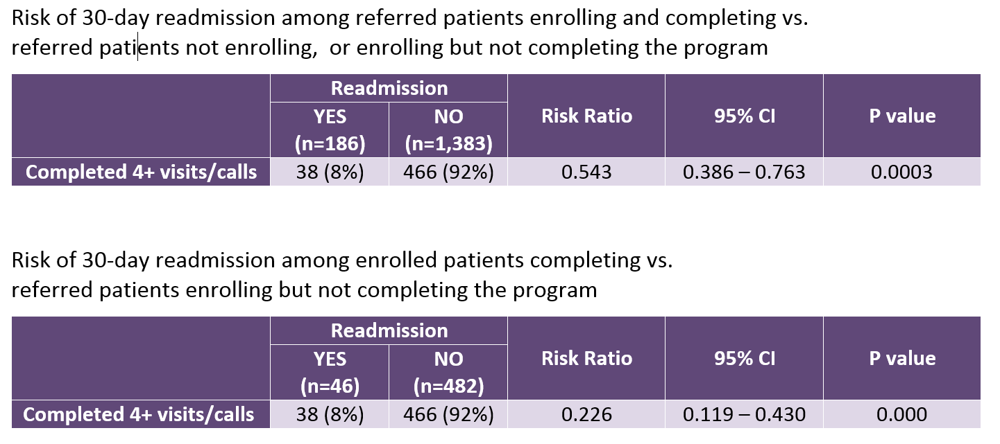 Risk of 30-day readmission among referred patients enrolling and completing vs.
referred patients not enrolling,  or enrolling but not completing the program
Readmission
Risk Ratio
95% CI
P value
YES
(n=186)
NO
(n=1,383)
Completed 4+ visits/calls
38 (8%)
466 (92%)
0.543
0.386 – 0.763
0.0003
Risk of 30-day readmission among enrolled patients completing vs.
referred patients enrolling but not completing the program
Readmission
Risk Ratio
95% CI
P value
YES
(n=46)
NO
(n=482)
Completed 4+ visits/calls
38 (8%)
466 (92%)
0.226
0.119 – 0.430
0.000